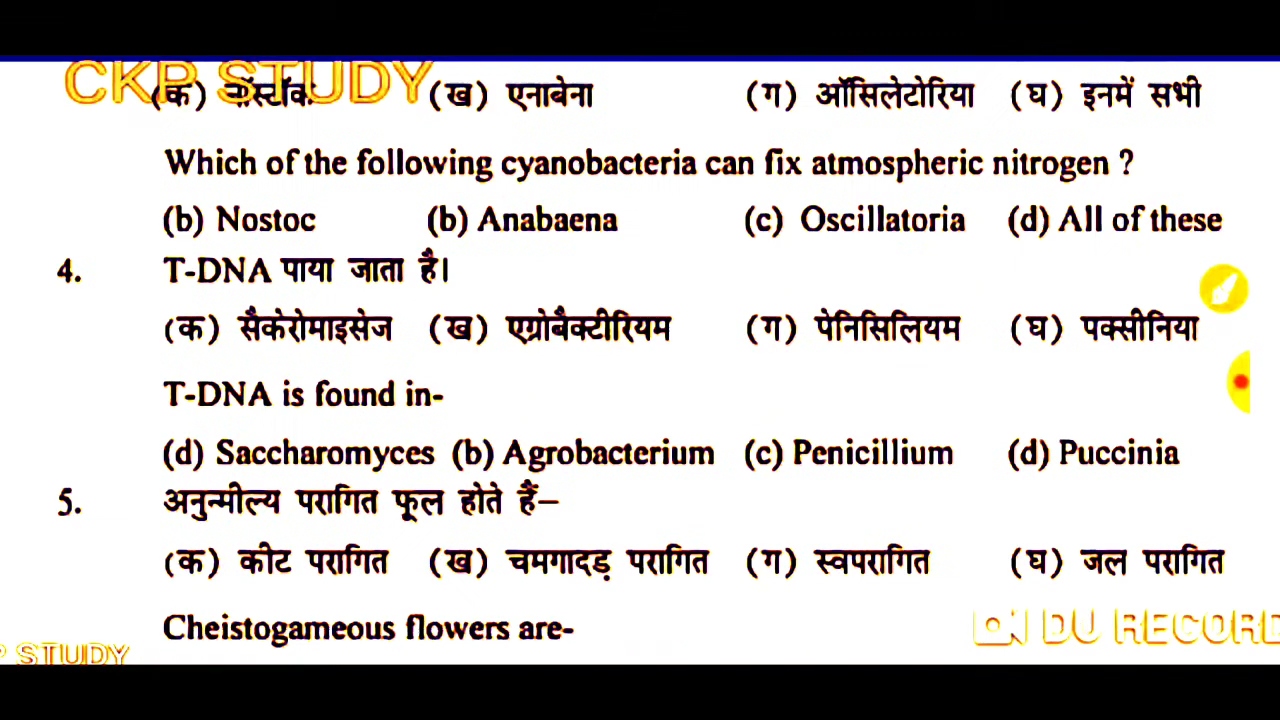 CKP STUDY
(क) नॉस्टॉक (ख) एनाबेना (ग) ऑसिलेटोरिया (घ) इनमें सभी
Which of the following cyanobacteria can fix atmospheric nitrogen ?
(b) Nostoc (b) Anabaena (c) Oscillatoria (d) All of these
4. T-DNA पाया जाता है।
(क) सैकेरोमाइसेज (ख) एग्रोबैक्टीरियम (ग) पेनिसिलियम (घ) पक्सीनिया
T-DNA is found in-
(d) Saccharomyces (b) Agrobacterium (c) Penicillium (d) Puccinia
5. अनुन्मील्य परागित फूल होते हैं–
(क) कीट परागित (ख) चमगादड़ परागित (ग) स्वपरागित (घ) जल परागित
Cheistogameous flowers are-
DU RECORD
P STUDY